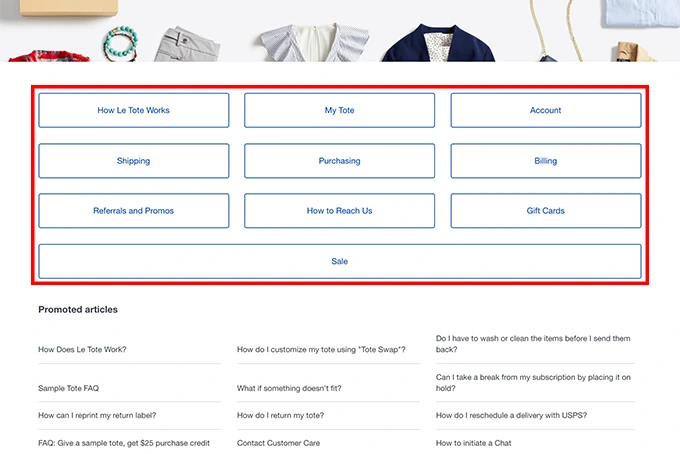 How Le Tote Works
My Tote
Account
Shipping
Purchasing
Billing
Referrals and Promos
How to Reach Us
Gift Cards
Sale
Promoted articles
How Does Le Tote Work?
How do I customize my tote using "Tote Swap"?
Do I have to wash or clean the items before I send them
back?
Sample Tote FAQ
What if something doesn't fit?
Can I take a break from my subscription by placing it on
hold?
How can I reprint my return label?
How do I return my tote?
How do I reschedule a delivery with USPS?
FAQ: Give a sample tote, get $25 purchase credit
Contact Customer Care
How to initiate a Chat